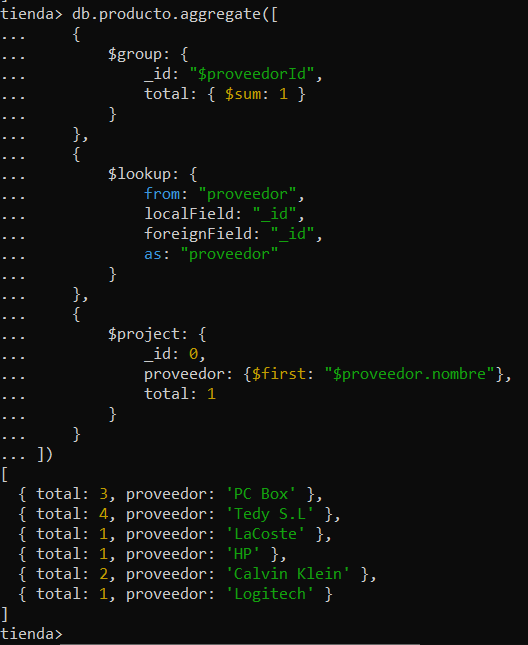 tienda> db.producto.aggregate([
...     {
...         $group: {
...             _id: "$proveedorId",
...             total: { $sum: 1 }
...         }
...     },
...     {
...         $lookup: {
...             from: "proveedor",
...             localField: "_id",
...             foreignField: "_id",
...             as: "proveedor"
...         }
...     },
...     {
...         $project: {
...             _id: 0,
...             proveedor: {$first: "$proveedor.nombre"},
...             total: 1
...         }
...     }
... ])
[
  { total: 3, proveedor: 'PC Box' },
  { total: 4, proveedor: 'Tedy S.L' },
  { total: 1, proveedor: 'LaCoste' },
  { total: 1, proveedor: 'HP' },
  { total: 2, proveedor: 'Calvin Klein' },
  { total: 1, proveedor: 'Logitech' }
]
tienda>